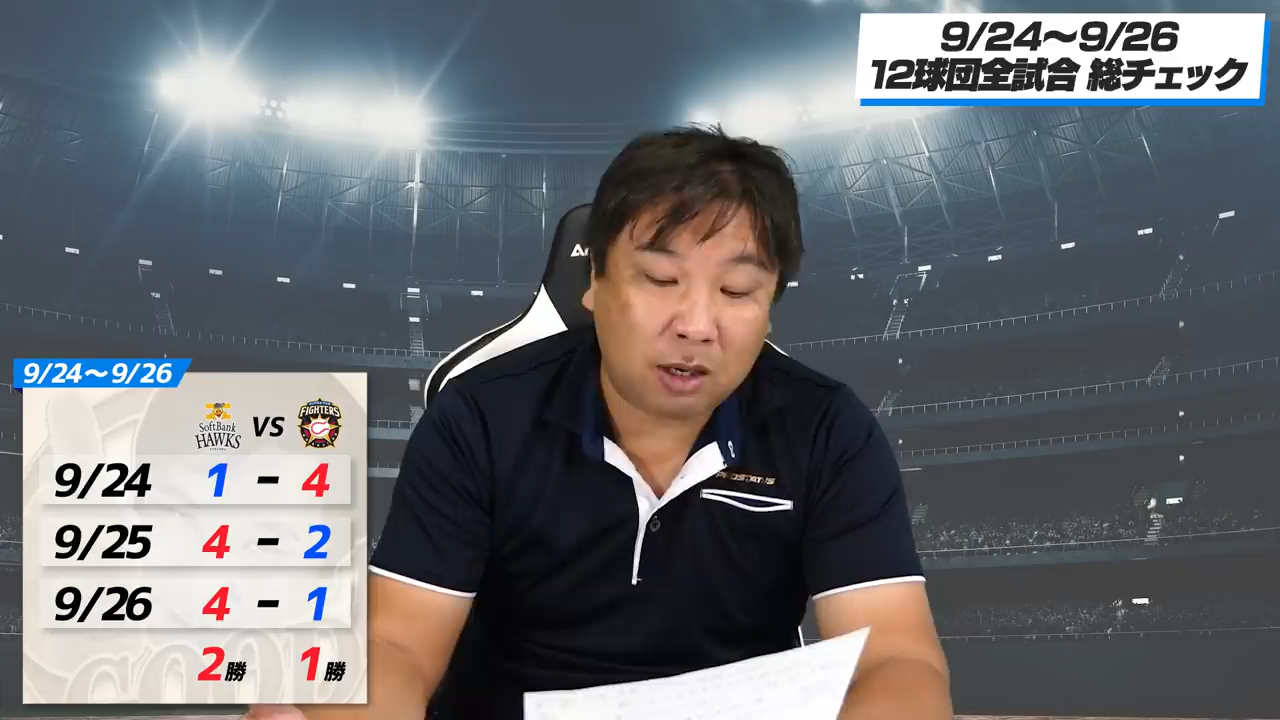 9/24〜9/26
12球団全試合 総チェック
9/24〜9/26
SoftBank
HAWKS
VS
FIGHTERS
9/24 1 - 4
9/25 4 - 2
9/26 4 - 1
2勝 1勝